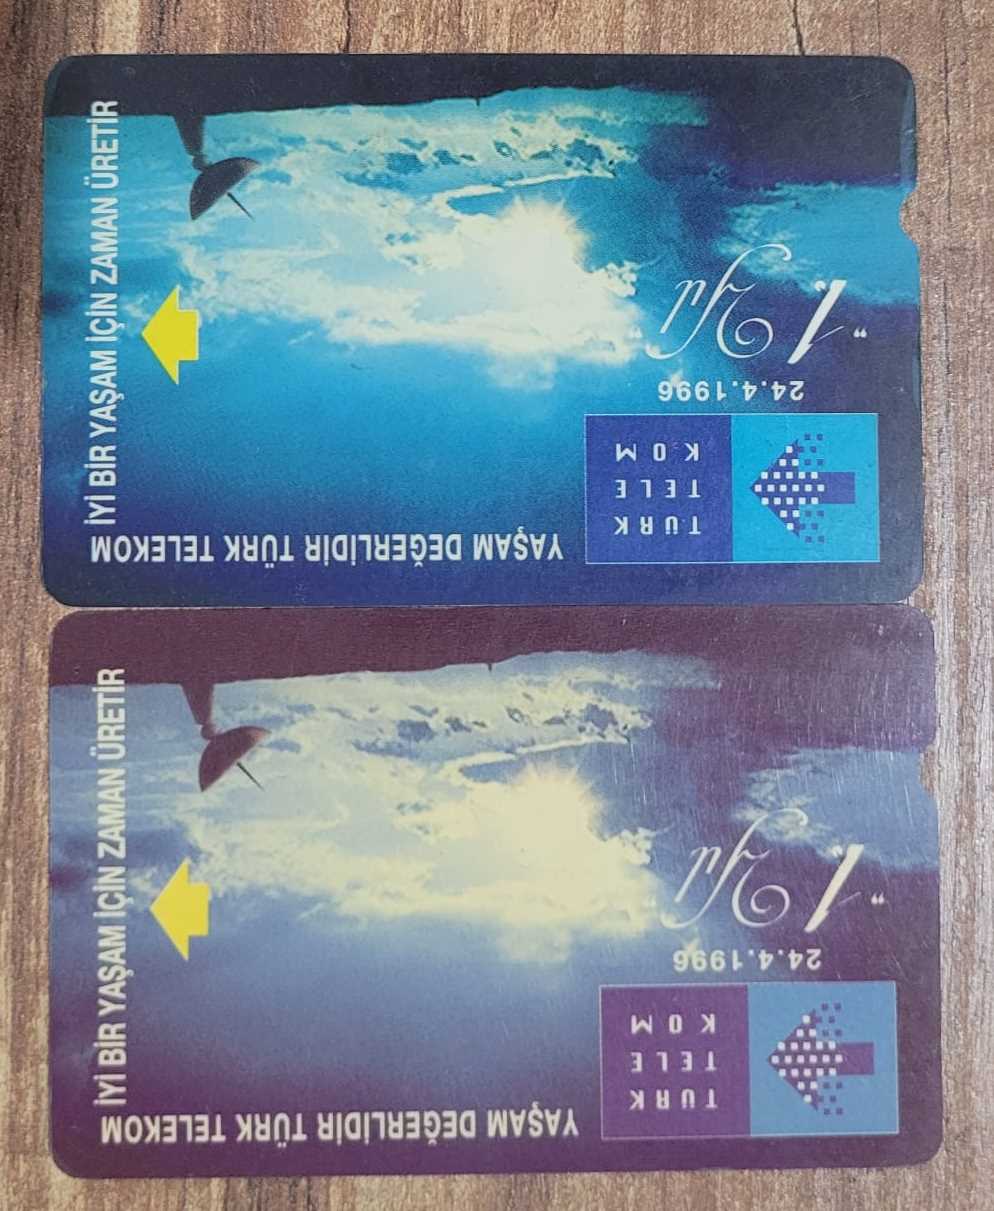 YAŞAM DEĞERLİDİR TÜRK TELEKOM
İYİ BİR YAŞAM İÇİN ZAMAN ÜRETİR
TÜRK
TELE
KOM
24.4.1996
"1. Yıl"
YAŞAM DEĞERLİDİR TÜRK TELEKOM
İYİ BİR YAŞAM İÇİN ZAMAN ÜRETİR
TÜRK
TELE
KOM
24.4.1996
"1. Yıl"